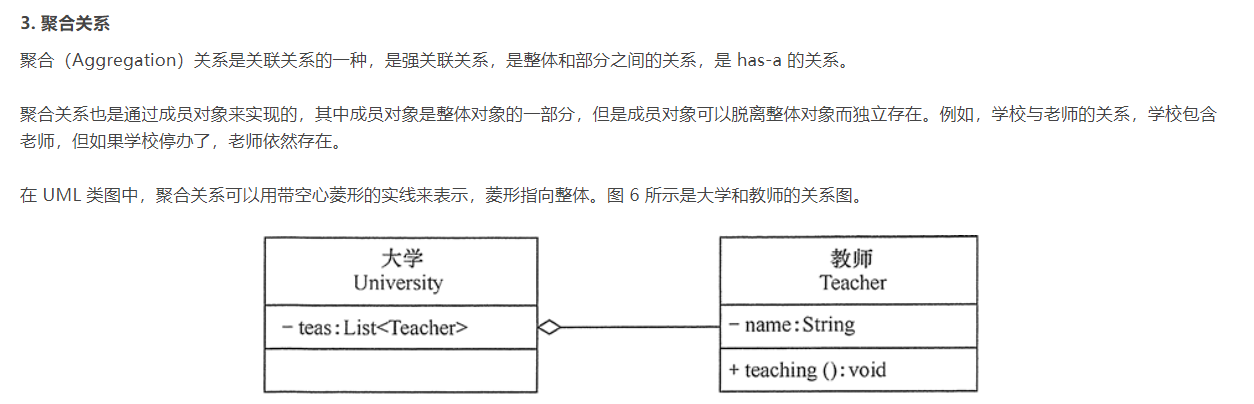 3. 聚合关系
聚合（Aggregation）关系是关联关系的一种，是强关联关系，是整体和部分之间的关系，是 has-a 的关系。
聚合关系也是通过成员对象来实现的，其中成员对象是整体对象的一部分，但是成员对象可以脱离整体对象而独立存在。例如，学校与老师的关系，学校包含
老师，但如果学校停办了，老师依然存在。
在 UML 类图中，聚合关系可以用带空心菱形的实线来表示，菱形指向整体。图 6 所示是大学和教师的关系图。
大学
University
- teas:List<Teacher>
教师
Teacher
- name:String
+ teaching ():void